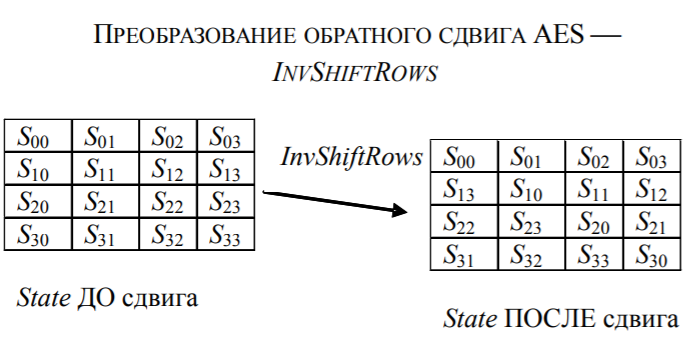 ПРЕОБРАЗОВАНИЕ ОБРАТНОГО СДВИГА AES —
INVSHIFTROWS
S00 S01 S02 S03
S10 S11 S12 S13
S20 S21 S22 S23
S30 S31 S32 S33
State ДО сдвига
InvShiftRows
S00 S01 S02 S03
S13 S10 S11 S12
S22 S23 S20 S21
S31 S32 S33 S30
State ПОСЛЕ сдвига